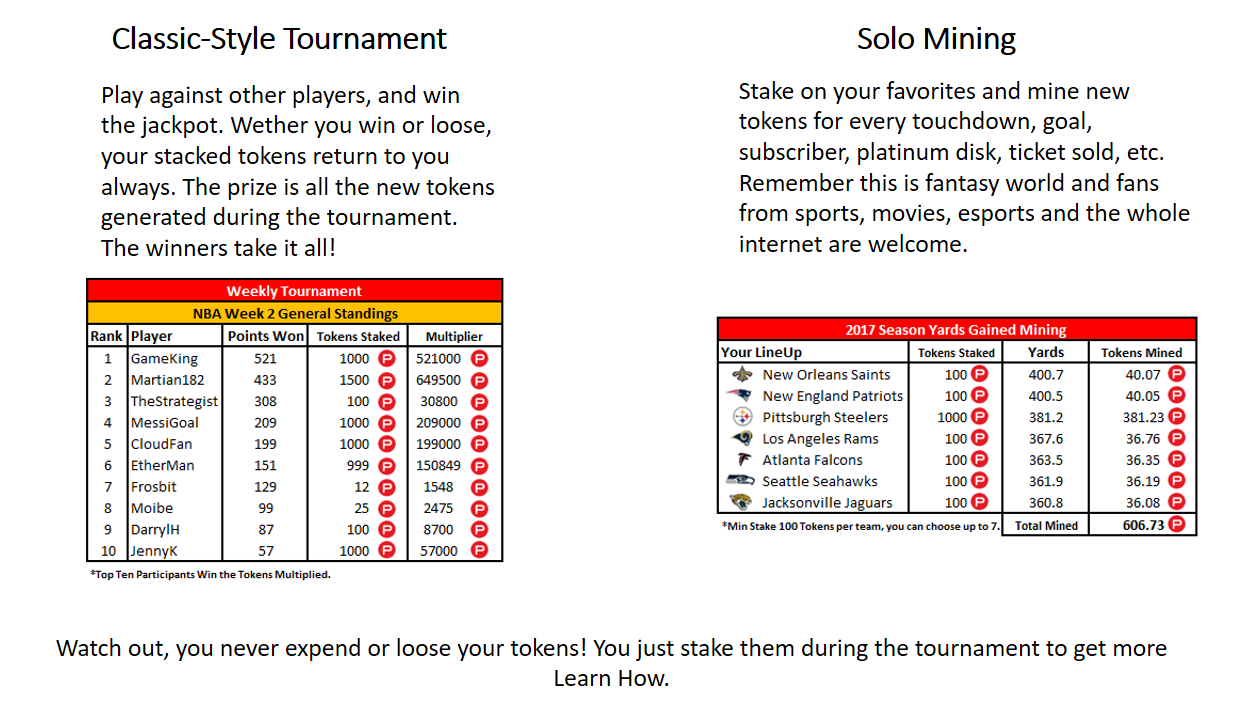 Classic-Style Tournament
Play against other players, and win
the jackpot. Wether you win or loose,
your stacked tokens return to you
always. The prize is all the new tokens
generated during the tournament.
The winners take it all!
Weekly Tournament
NBA Week 2 General Standings
Rank Player Points Won Tokens Staked Multiplier
1 GameKing 521 1000 P 521000 P
2 Martian182 433 1500 P 649500 P
3 TheStrategist 308 100 P 30800 P
4 MessiGoal 209 1000 P 209000 P
5 CloudFan 199 1000 P 199000 P
6 EtherMan 151 999 P 150849 P
7 Frosbit 129 12 P 1548 P
8 Moibe 99 25 P 2475 P
9 DarrylH 87 100 P 8700 P
10 JennyK 57 1000 P 57000 P
*Top Ten Participants Win the Tokens Multiplied.
Solo Mining
Stake on your favorites and mine new
tokens for every touchdown, goal,
subscriber, platinum disk, ticket sold, etc.
Remember this is fantasy world and fans
from sports, movies, esports and the whole
internet are welcome.
2017 Season Yards Gained Mining
Your LineUp Tokens Staked Yards Tokens Mined
New Orleans Saints 100 P 400.7 40.07 P
New England Patriots 100 P 400.5 40.05 P
Pittsburgh Steelers 1000 P 381.2 381.23 P
Los Angeles Rams 100 P 367.6 36.76 P
Atlanta Falcons 100 P 363.5 36.35 P
Seattle Seahawks 100 P 361.9 36.19 P
Jacksonville Jaguars 100 P 360.8 36.08 P
*Min Stake 100 Tokens per team, you can choose up to 7. Total Mined 606.73 P
Watch out, you never expend or loose your tokens! You just stake them during the tournament to get more
Learn How.